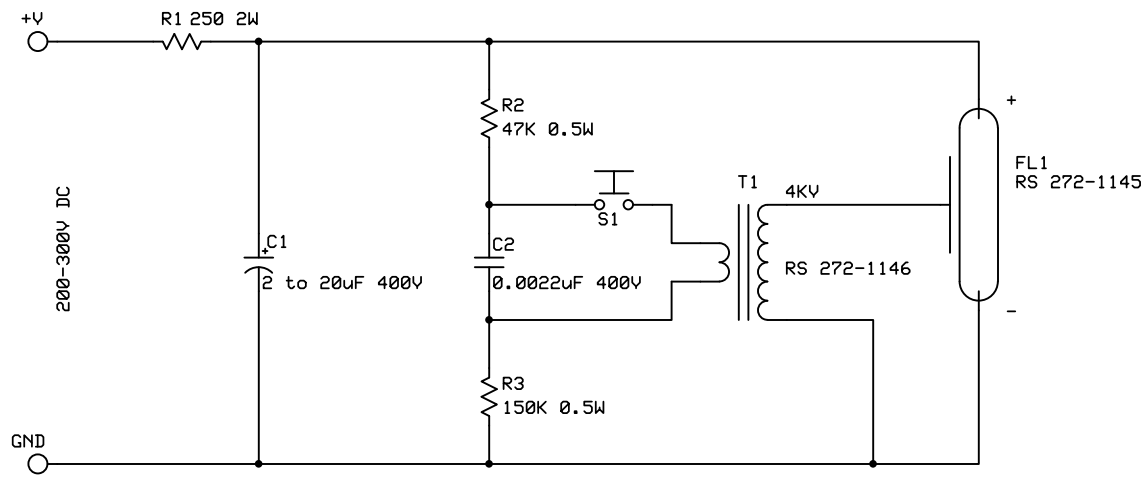 +V
R1 250 2W
R2
47K 0.5W
+
FL1
RS 272-1145
T1
4KV
S1
200-300V DC
+
C1
2 to 20uF 400V
C2
0.0022uF 400V
RS 272-1146
-
R3
150K 0.5W
GND